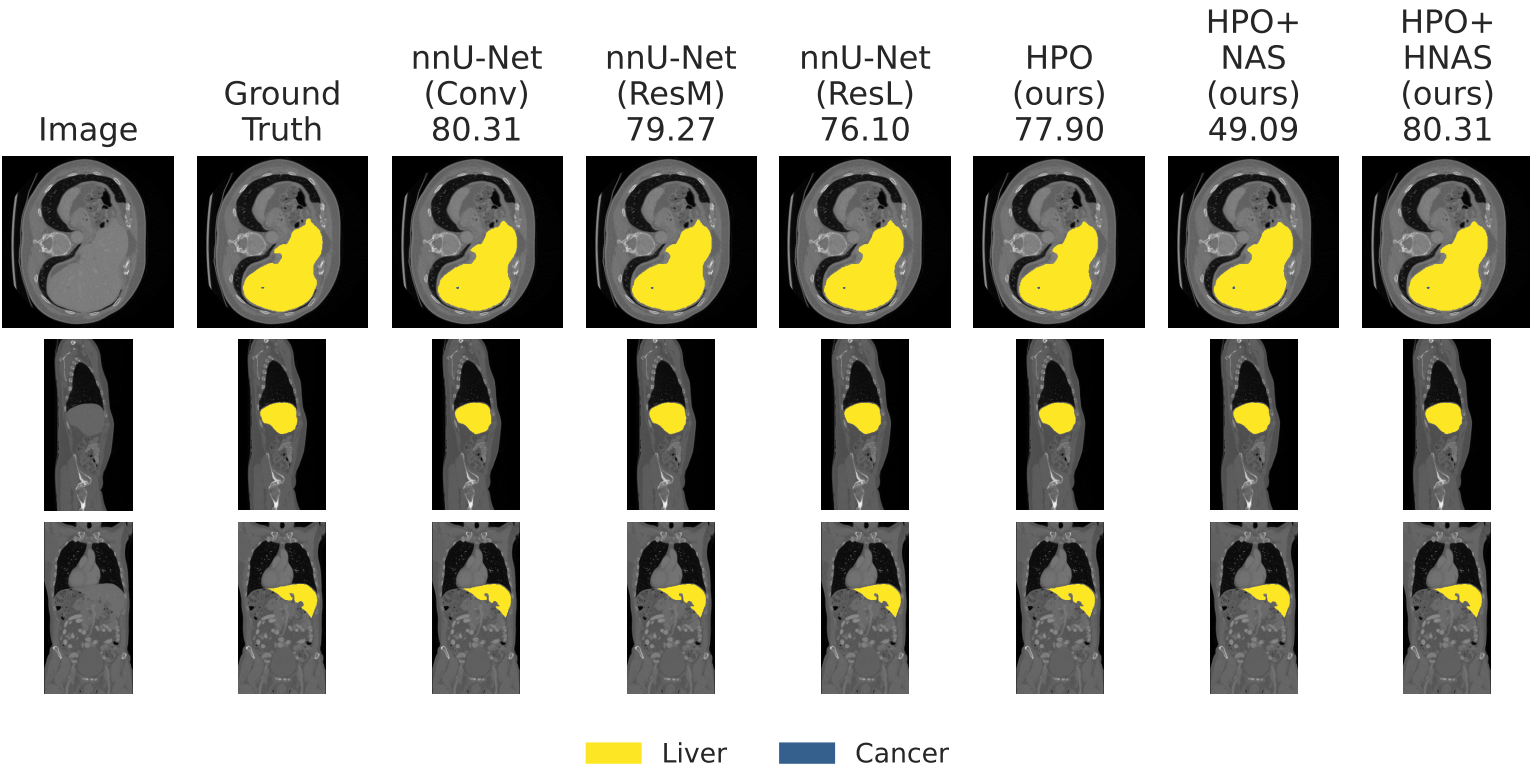 Image
Ground
Truth
nnU-Net
(Conv)
80.31
nnU-Net
(ResM)
79.27
nnU-Net
(ResL)
76.10
HPO
(ours)
77.90
HPO+
NAS
(ours)
49.09
HPO+
HNAS
(ours)
80.31
Liver
Cancer